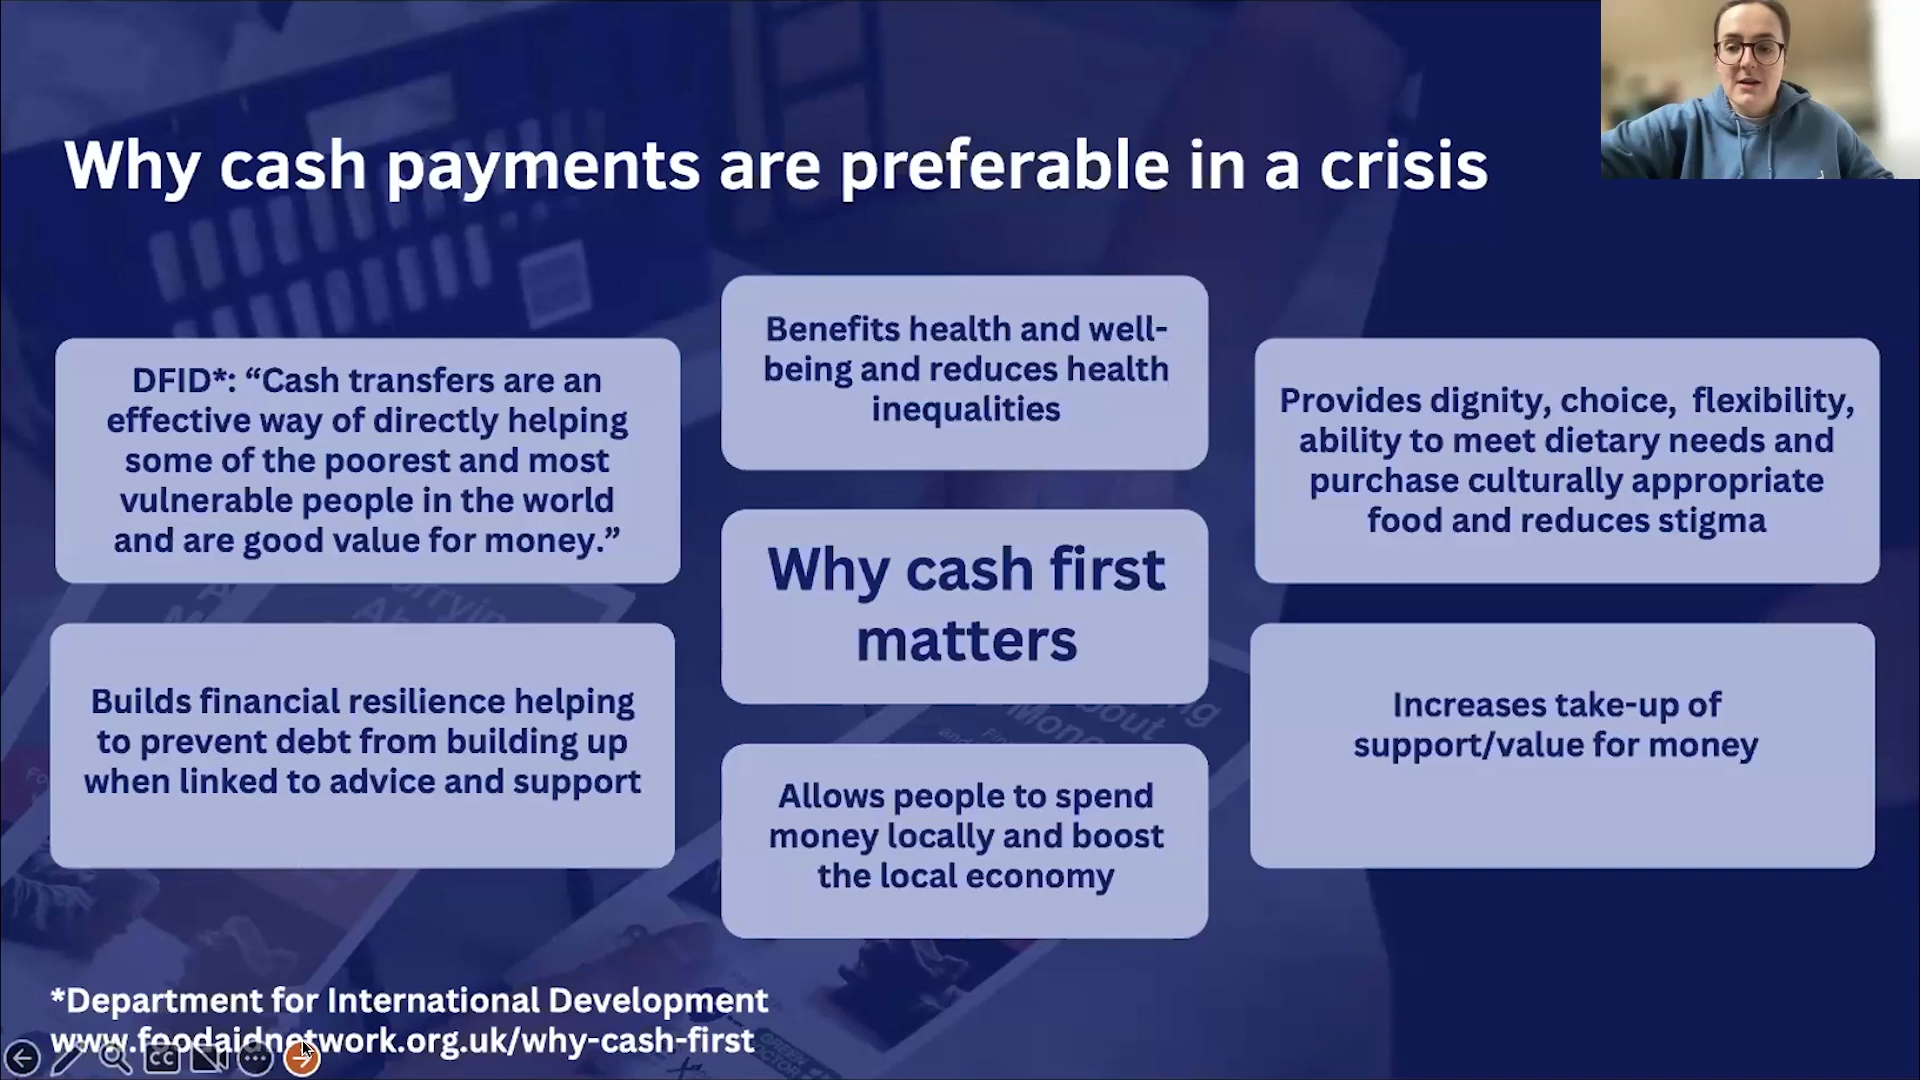 Why cash payments are preferable in a crisis
DFID*: “Cash transfers are an
effective way of directly helping
some of the poorest and most
vulnerable people in the world
and are good value for money.”
Benefits health and well-
being and reduces health
inequalities
Provides dignity, choice,  flexibility,
ability to meet dietary needs and
purchase culturally appropriate
food and reduces stigma
Why cash first
matters
Builds financial resilience helping
to prevent debt from building up
when linked to advice and support
Allows people to spend
money locally and boost
the local economy
Increases take-up of
support/value for money
*Department for International Development
www.foodaidnetwork.org.uk/why-cash-first
CC